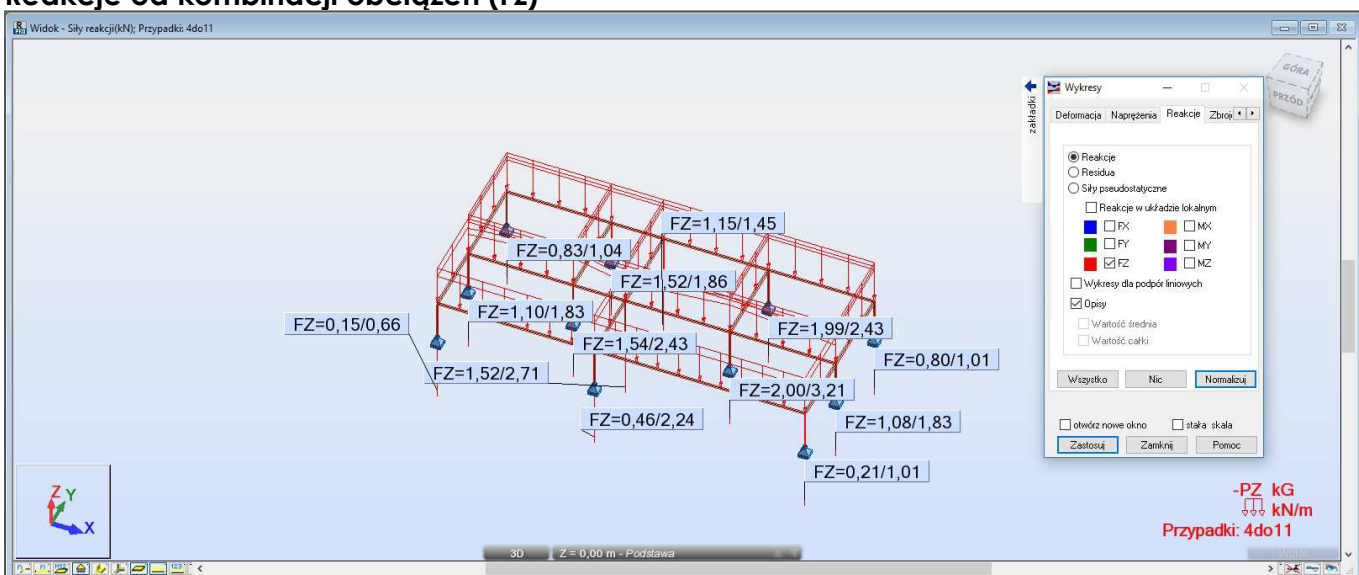 Reakcje od kombinacji obciążeń (Fz)
Widok - Siły reakcji(kN); Przypadki: 4do11
zakładki
GÓRA
PRZÓD
Wykresy
Deformacja Naprężenia Reakcje Zbroj
Reakcje
Residua
Siły pseudostatyczne
Reakcje w układzie lokalnym
FX MX
FY MY
FZ MZ
Wykresy dla podpór liniowych
Opisy
Wartość średnia
Wartość całki
Wszystko Nic Normalizuj
otwórz nowe okno stała skala
Zastosuj Zamknij Pomoc
FZ=1,15/1,45
FZ=0,83/1,04
FZ=1,52/1,86
FZ=1,10/1,83
FZ=0,15/0,66
FZ=1,99/2,43
FZ=1,54/2,43
FZ=0,80/1,01
FZ=1,52/2,71
FZ=2,00/3,21
FZ=0,46/2,24
FZ=1,08/1,83
FZ=0,21/1,01
Z Y
X
-PZ kG
kN/m
Przypadki: 4do11
3D Z = 0,00 m - Podstawa
Widok